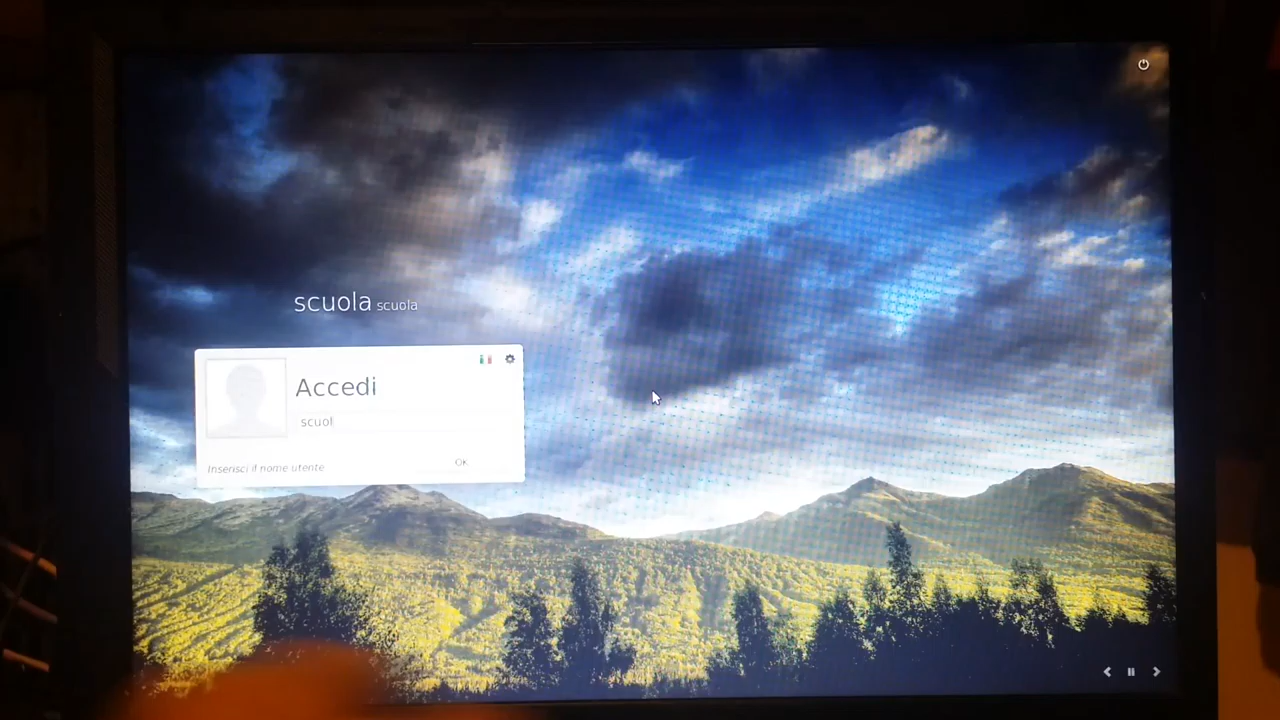 scuola scuola
Accedi
scuol
Inserisci il nome utente
OK